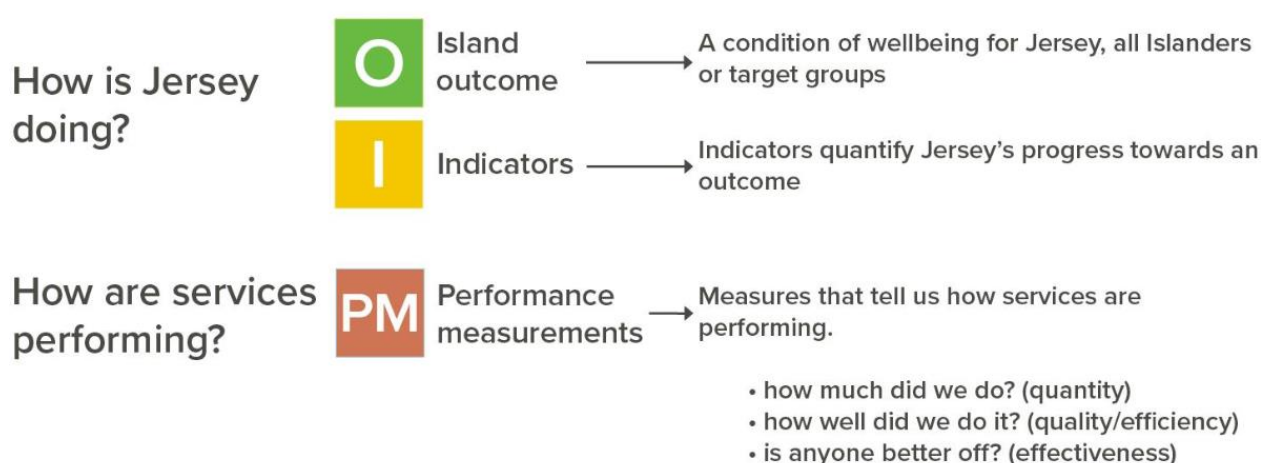 How is Jersey
doing?
O
Island
outcome
A condition of wellbeing for Jersey, all Islanders
or target groups
I
Indicators
Indicators quantify Jersey's progress towards an
outcome
How are services
performing?
PM
Performance
measurements
Measures that tell us how services are
performing.
• how much did we do? (quantity)
• how well did we do it? (quality/efficiency)
• is anyone better off? (effectiveness)